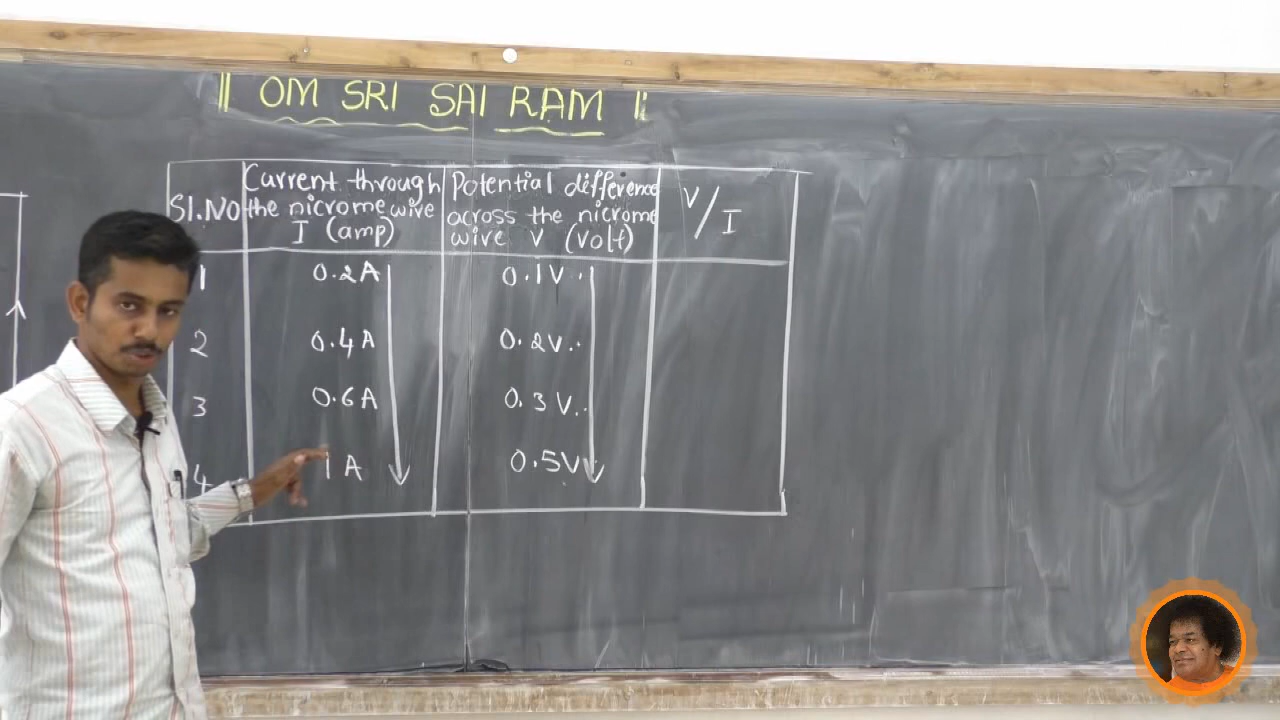 || OM SRI SAI RAM ||
Sl.No
Current through
the nicrome wire
I (amp)
Potential difference
across the nicrome
wire V (Volt)
V/I
1 0.2A 0.1V
2 0.4A 0.2V
3 0.6A 0.3V
4 1A 0.5V